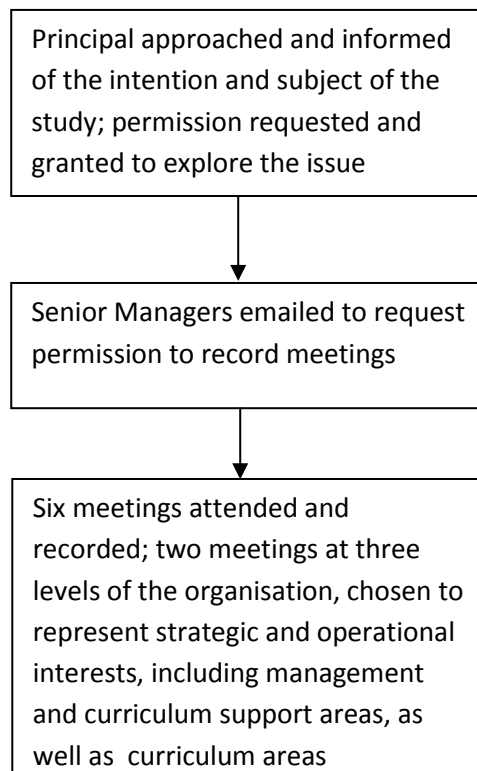 Principal approached and informed
of the intention and subject of the
study; permission requested and
granted to explore the issue
Senior Managers emailed to request
permission to record meetings
Six meetings attended and
recorded; two meetings at three
levels of the organisation, chosen to
represent strategic and operational
interests, including management
and curriculum support areas, as
well as  curriculum areas